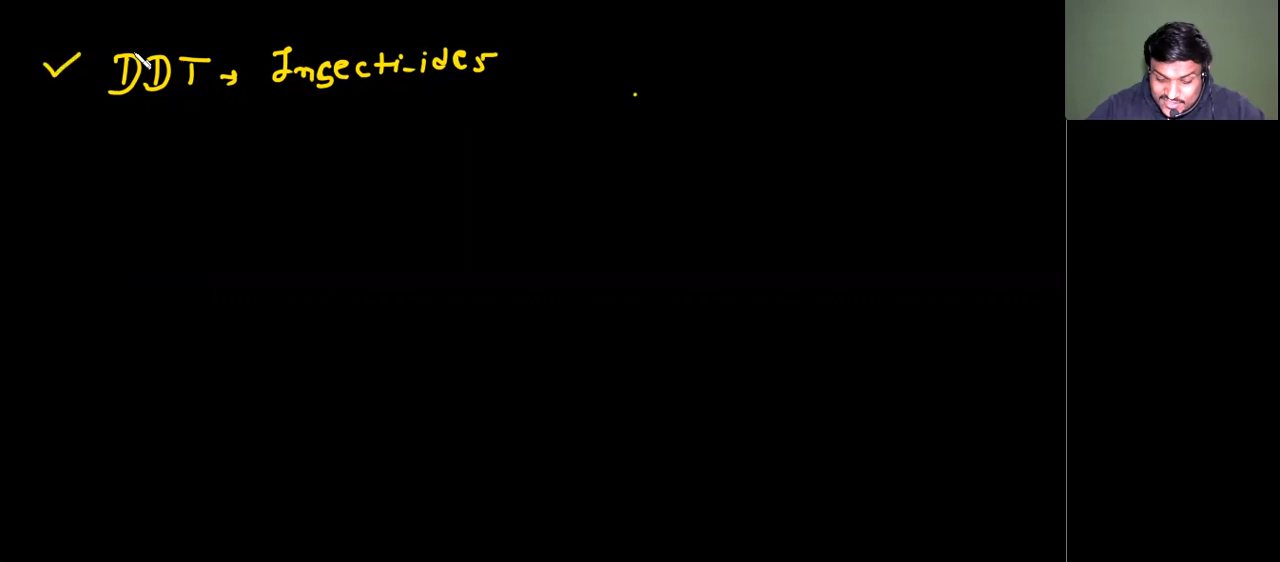 ✓ DDT → Insecticides